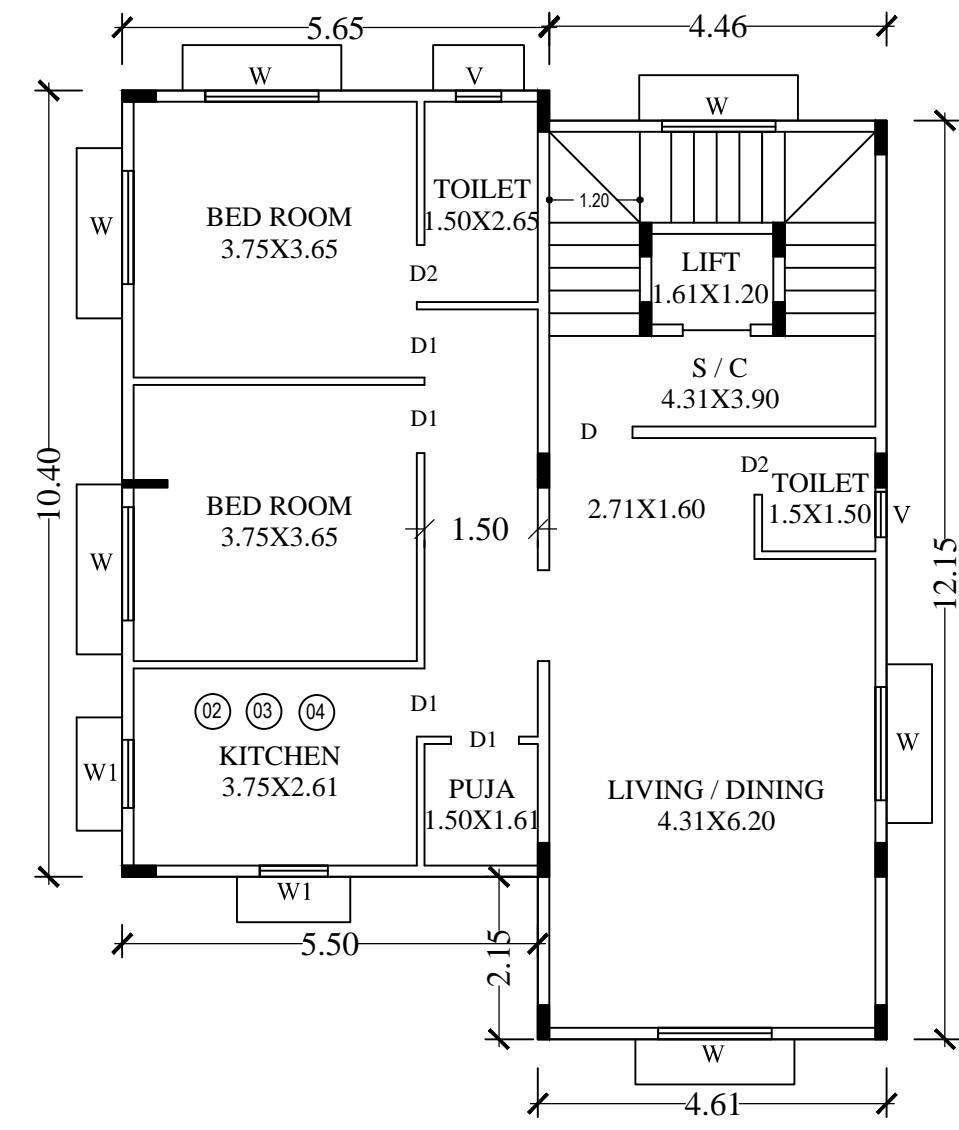 5.65
4.46
W
V
W
TOILET
1.50X2.65
1.20
BED ROOM
3.75X3.65
W
D2
LIFT
1.61X1.20
D1
S / C
4.31X3.90
D1
D
D2
TOILET
1.5X1.50
10.40
BED ROOM
3.75X3.65
1.50
2.71X1.60
V
W
12.15
D1
02
03
04
D1
W
KITCHEN
3.75X2.61
W1
PUJA
1.50X1.61
LIVING / DINING
4.31X6.20
W1
5.50
2.15
W
4.61